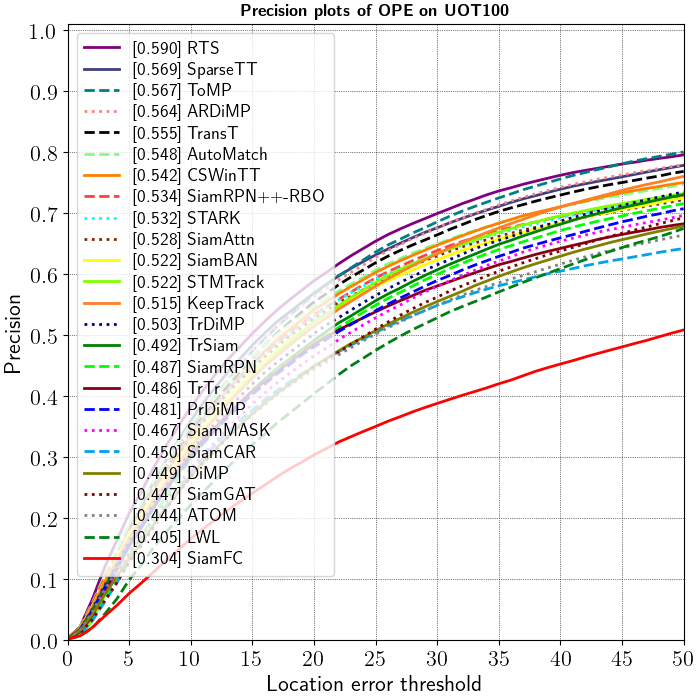 Precision plots of OPE on UOT100
Precision
1.0
0.9
0.8
0.7
0.6
0.5
0.4
0.3
0.2
0.1
0.0
[0.590] RTS
[0.569] SparseTT
[0.567] ToMP
[0.564] ARDiMP
[0.555] TransT
[0.548] AutoMatch
[0.542] CSWinTT
[0.534] SiamRPN++-RBO
[0.532] STARK
[0.528] SiamAttn
[0.522] SiamBAN
[0.522] STMTrack
[0.515] KeepTrack
[0.503] TrDiMP
[0.492] TrSiam
[0.487] SiamRPN
[0.486] TrTr
[0.481] PrDiMP
[0.467] SiamMASK
[0.450] SiamCAR
[0.449] DiMP
[0.447] SiamGAT
[0.444] ATOM
[0.405] LWL
[0.304] SiamFC
0 5 10 15 20 25 30 35 40 45 50
Location error threshold